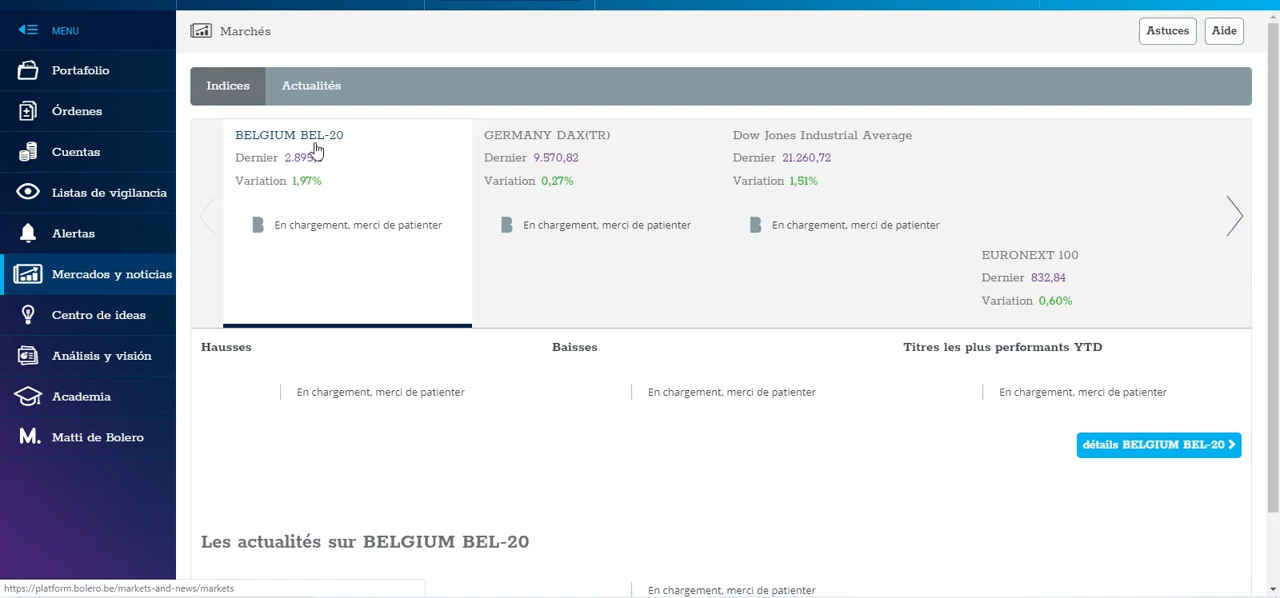 MENU
Marchés
Astuces
Aide
Portafolio
Órdenes
Cuentas
Listas de vigilancia
Alertas
Mercados y noticias
Centro de ideas
Análisis y visión
Academia
M. Matti de Bolero
Indices
Actualités
BELGIUM BEL-20
Dernier
Variation 1,97%
En chargement, merci de patienter
GERMANY DAX(TR)
Dernier 9.570,82
Variation 0,27%
En chargement, merci de patienter
Dow Jones Industrial Average
Dernier 21.260,72
Variation 1,51%
En chargement, merci de patienter
EURONEXT 100
Dernier 832,84
Variation 0,60%
Hausses
En chargement, merci de patienter
Baisses
En chargement, merci de patienter
Titres les plus performants YTD
En chargement, merci de patienter
détails BELGIUM BEL-20
Les actualités sur BELGIUM BEL-20
En chargement, merci de patienter
https://platform.bolero.be/markets-and-news/markets